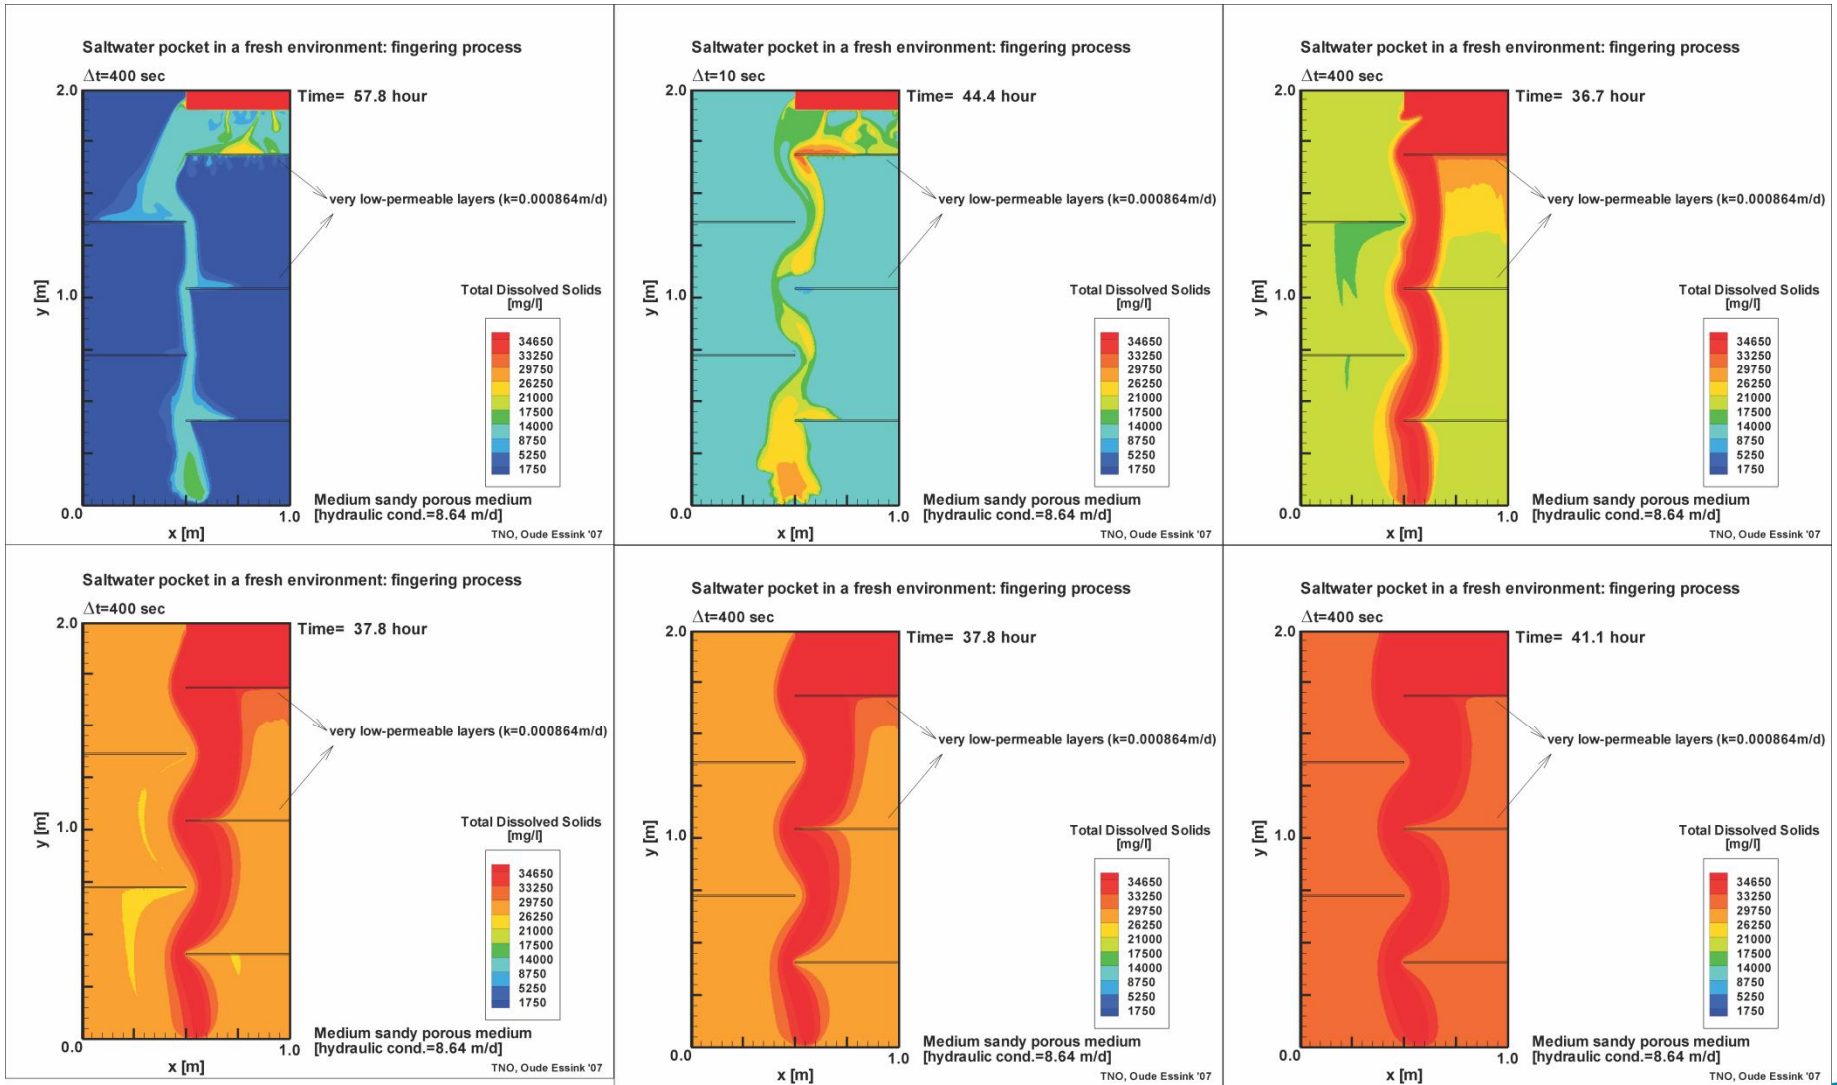 Saltwater pocket in a fresh environment: fingering process
Δt=400 sec
2.0
Time= 57.8 hour
very low-permeable layers (k=0.000864m/d)
y [m]
1.0
Total Dissolved Solids
[mg/l]
34650
33250
29750
26250
21000
17500
14000
8750
5250
1750
Medium sandy porous medium
[hydraulic cond.=8.64 m/d]
0.0
1.0
x [m]
TNO, Oude Essink '07
Saltwater pocket in a fresh environment: fingering process
Δt=10 sec
2.0
Time= 44.4 hour
very low-permeable layers (k=0.000864m/d)
y [m]
1.0
Total Dissolved Solids
[mg/l]
34650
33250
29750
26250
21000
17500
14000
8750
5250
1750
Medium sandy porous medium
[hydraulic cond.=8.64 m/d]
0.0
1.0
x [m]
TNO, Oude Essink '07
Saltwater pocket in a fresh environment: fingering process
Δt=400 sec
2.0
Time= 36.7 hour
very low-permeable layers (k=0.000864m/d)
y [m]
1.0
Total Dissolved Solids
[mg/l]
34650
33250
29750
26250
21000
17500
14000
8750
5250
1750
Medium sandy porous medium
[hydraulic cond.=8.64 m/d]
0.0
1.0
x [m]
TNO, Oude Essink '07
Saltwater pocket in a fresh environment: fingering process
Δt=400 sec
2.0
Time= 37.8 hour
very low-permeable layers (k=0.000864m/d)
y [m]
1.0
Total Dissolved Solids
[mg/l]
34650
33250
29750
26250
21000
17500
14000
8750
5250
1750
Medium sandy porous medium
[hydraulic cond.=8.64 m/d]
0.0
1.0
x [m]
TNO, Oude Essink '07
Saltwater pocket in a fresh environment: fingering process
Δt=400 sec
2.0
Time= 37.8 hour
very low-permeable layers (k=0.000864m/d)
y [m]
1.0
Total Dissolved Solids
[mg/l]
34650
33250
29750
26250
21000
17500
14000
8750
5250
1750
Medium sandy porous medium
[hydraulic cond.=8.64 m/d]
0.0
1.0
x [m]
TNO, Oude Essink '07
Saltwater pocket in a fresh environment: fingering process
Δt=400 sec
2.0
Time= 41.1 hour
very low-permeable layers (k=0.000864m/d)
y [m]
1.0
Total Dissolved Solids
[mg/l]
34650
33250
29750
26250
21000
17500
14000
8750
5250
1750
Medium sandy porous medium
[hydraulic cond.=8.64 m/d]
0.0
1.0
x [m]
TNO, Oude Essink '07